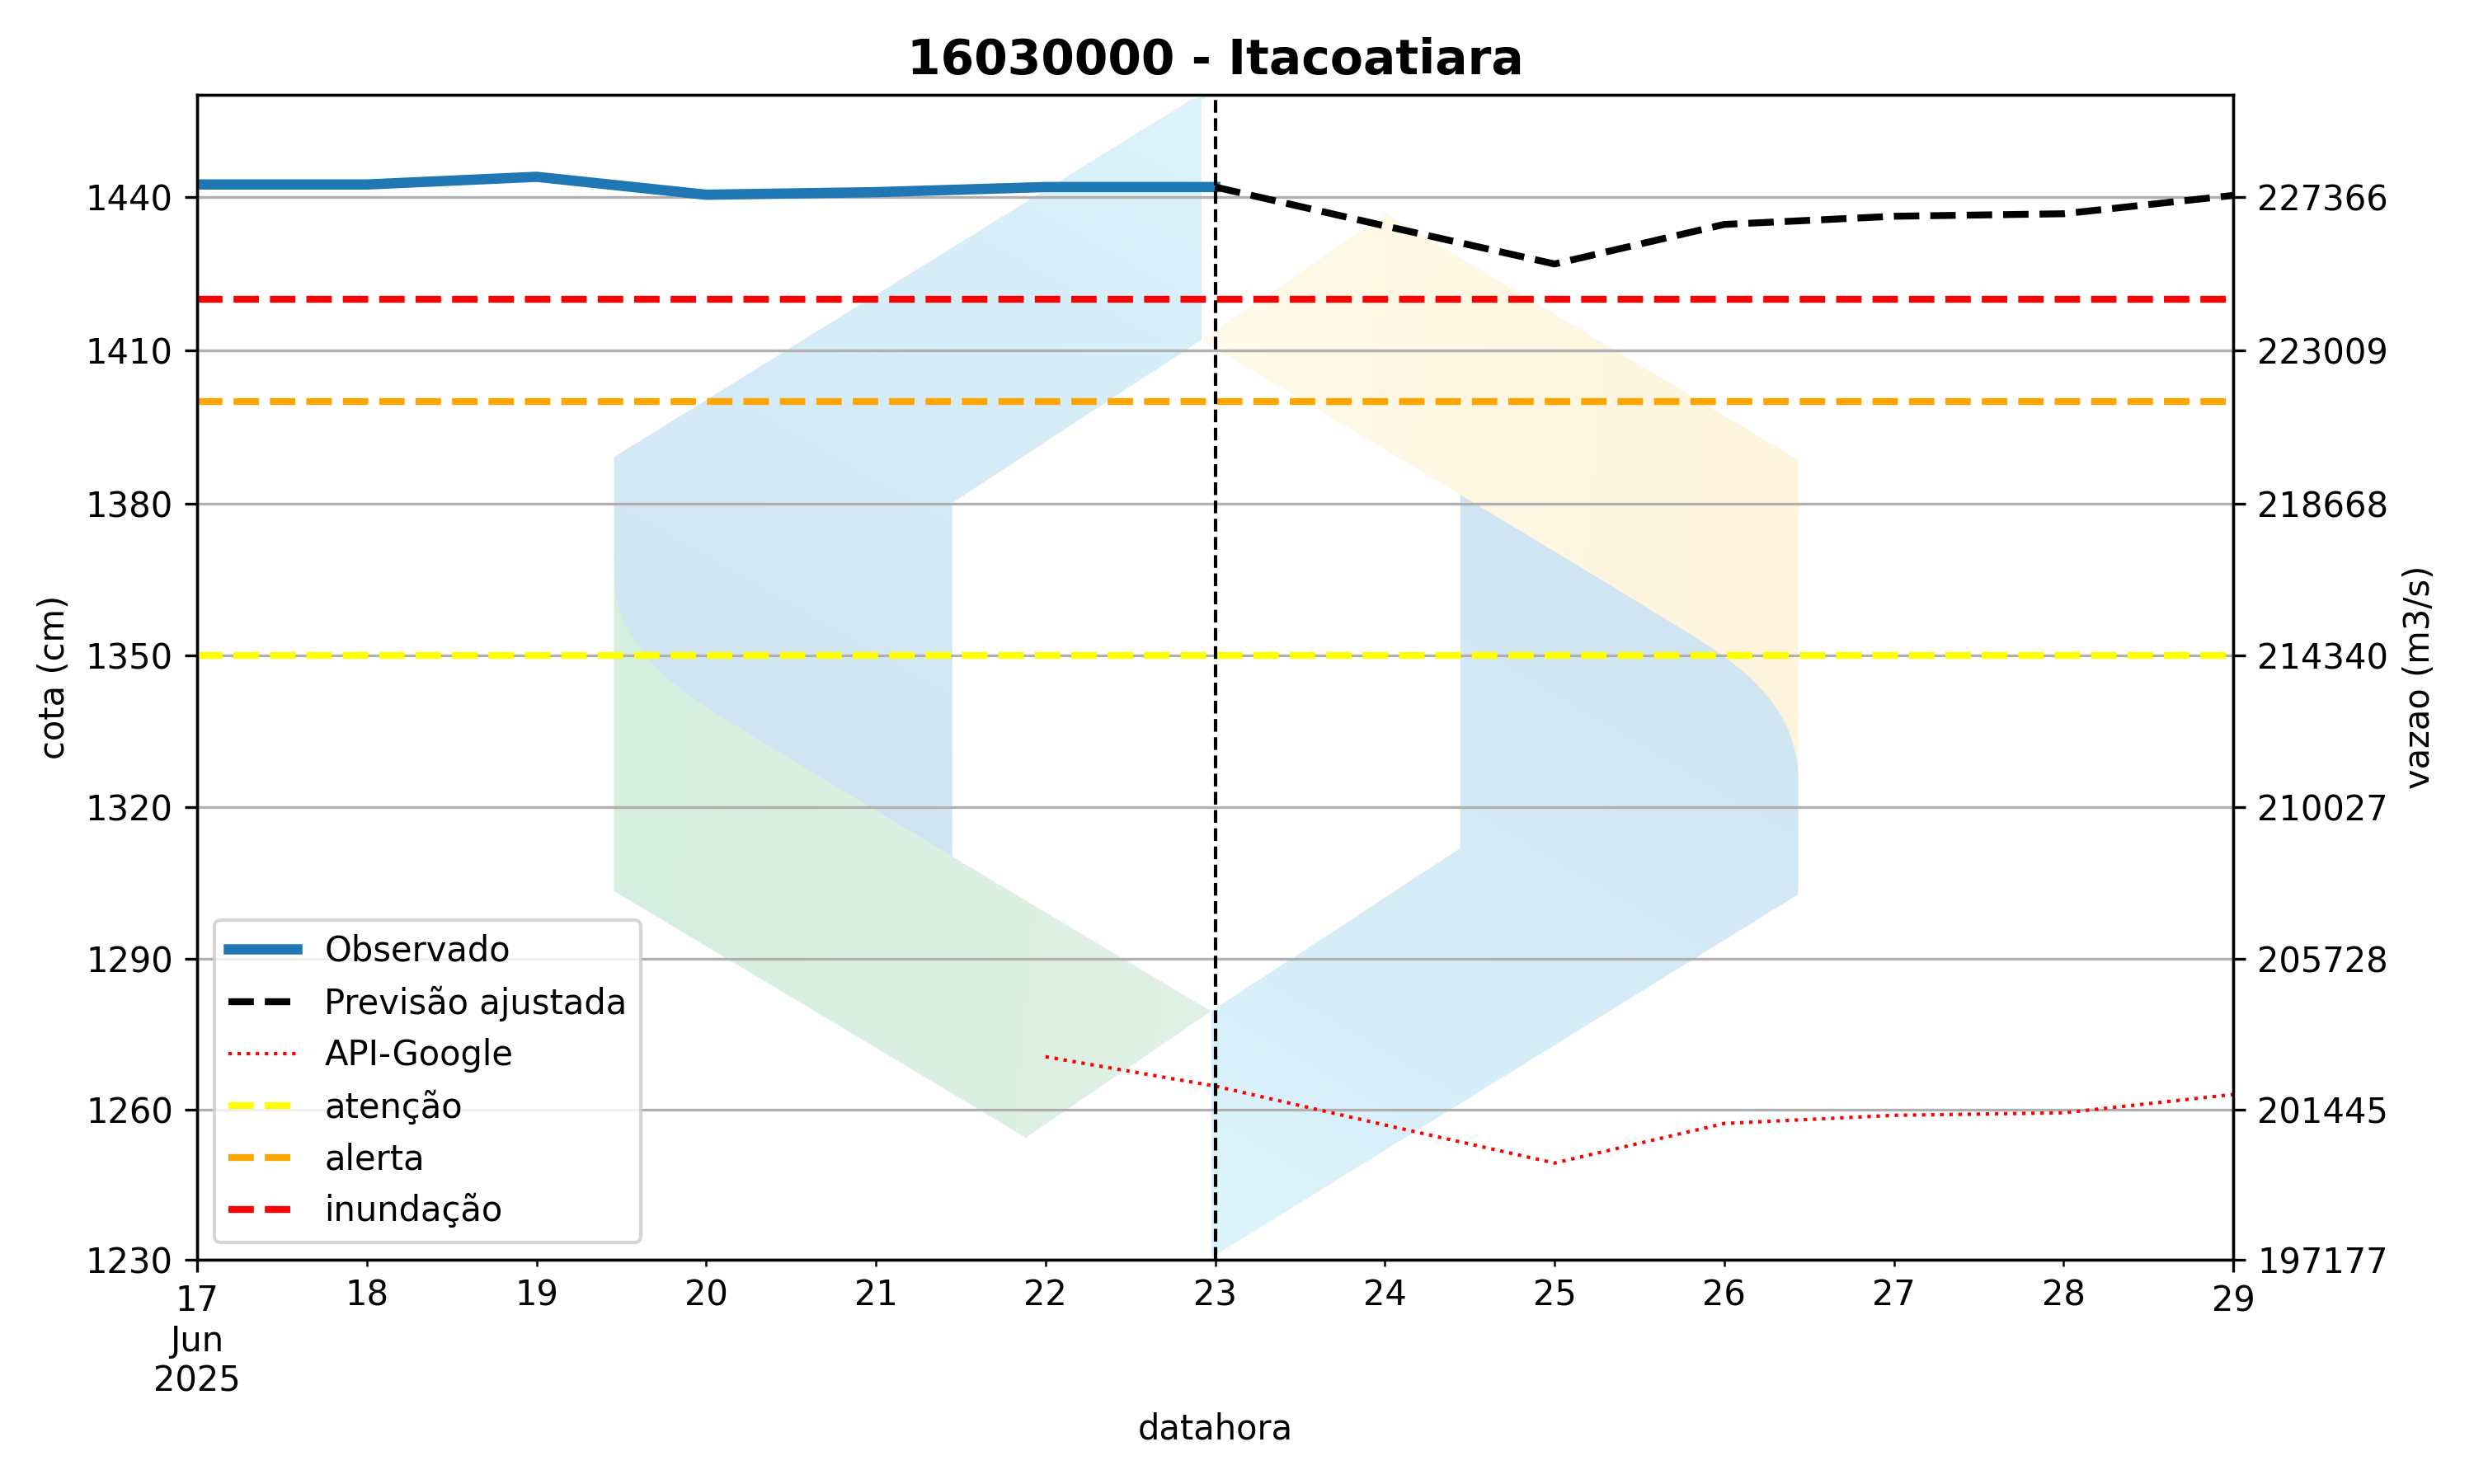 16030000 - Itacoatiara
1440
1410
1380
1350
1320
1290
1260
1230
cota (cm)
227366
223009
218668
214340
210027
205728
201445
197177
vazao (m3/s)
Observado
Previsão ajustada
API-Google
atenção
alerta
inundação
17 18 19 20 21 22 23 24 25 26 27 28 29
Jun
2025
datahora